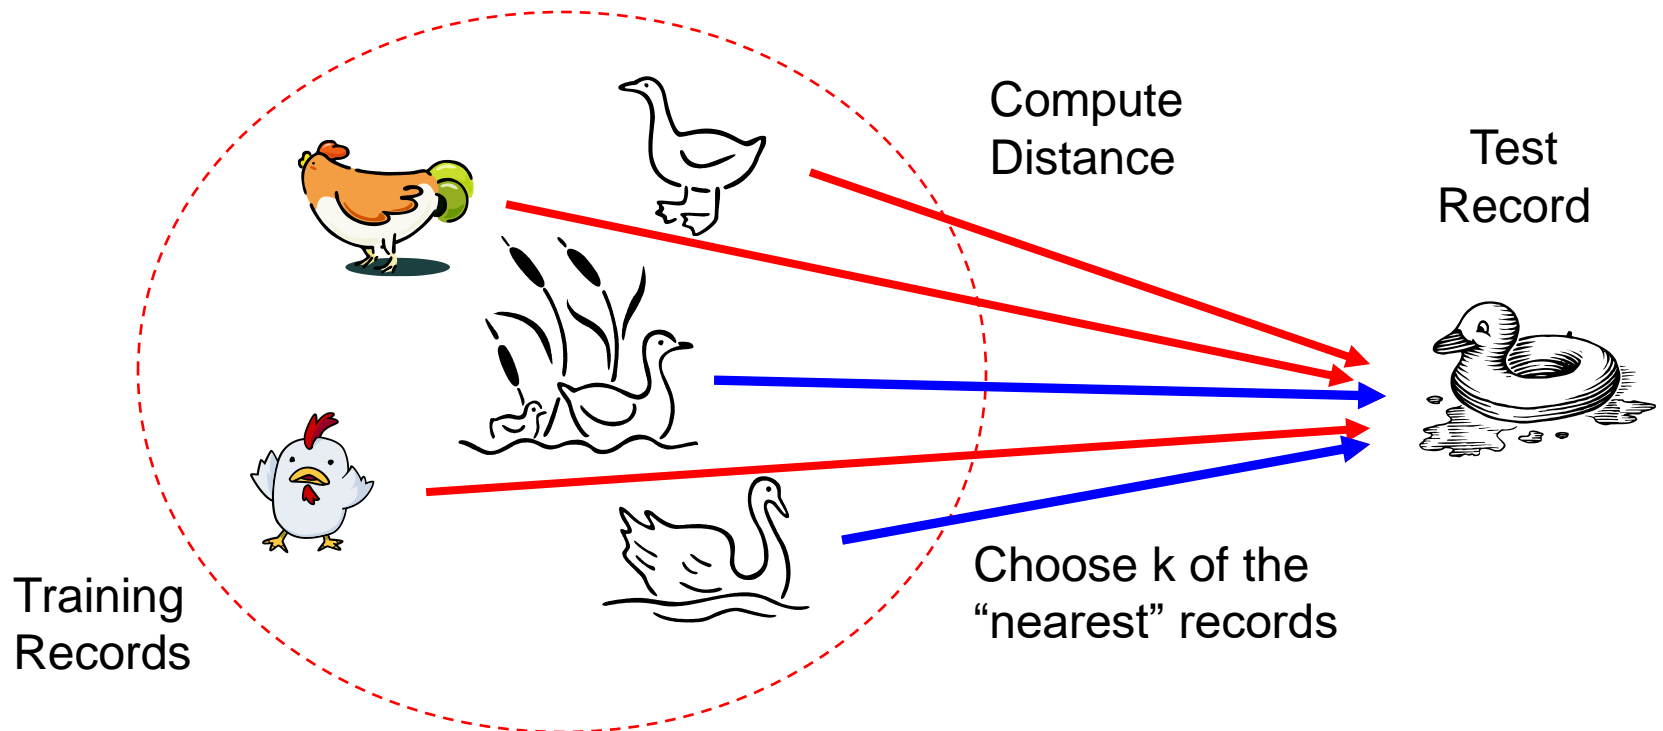 Compute
Distance
Test
Record
Training
Records
Choose k of the
“nearest” records